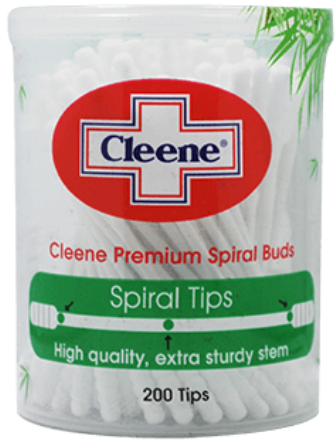 Cleene®
Cleene Premium Spiral Buds
Spiral Tips
High quality, extra sturdy stem
200 Tips